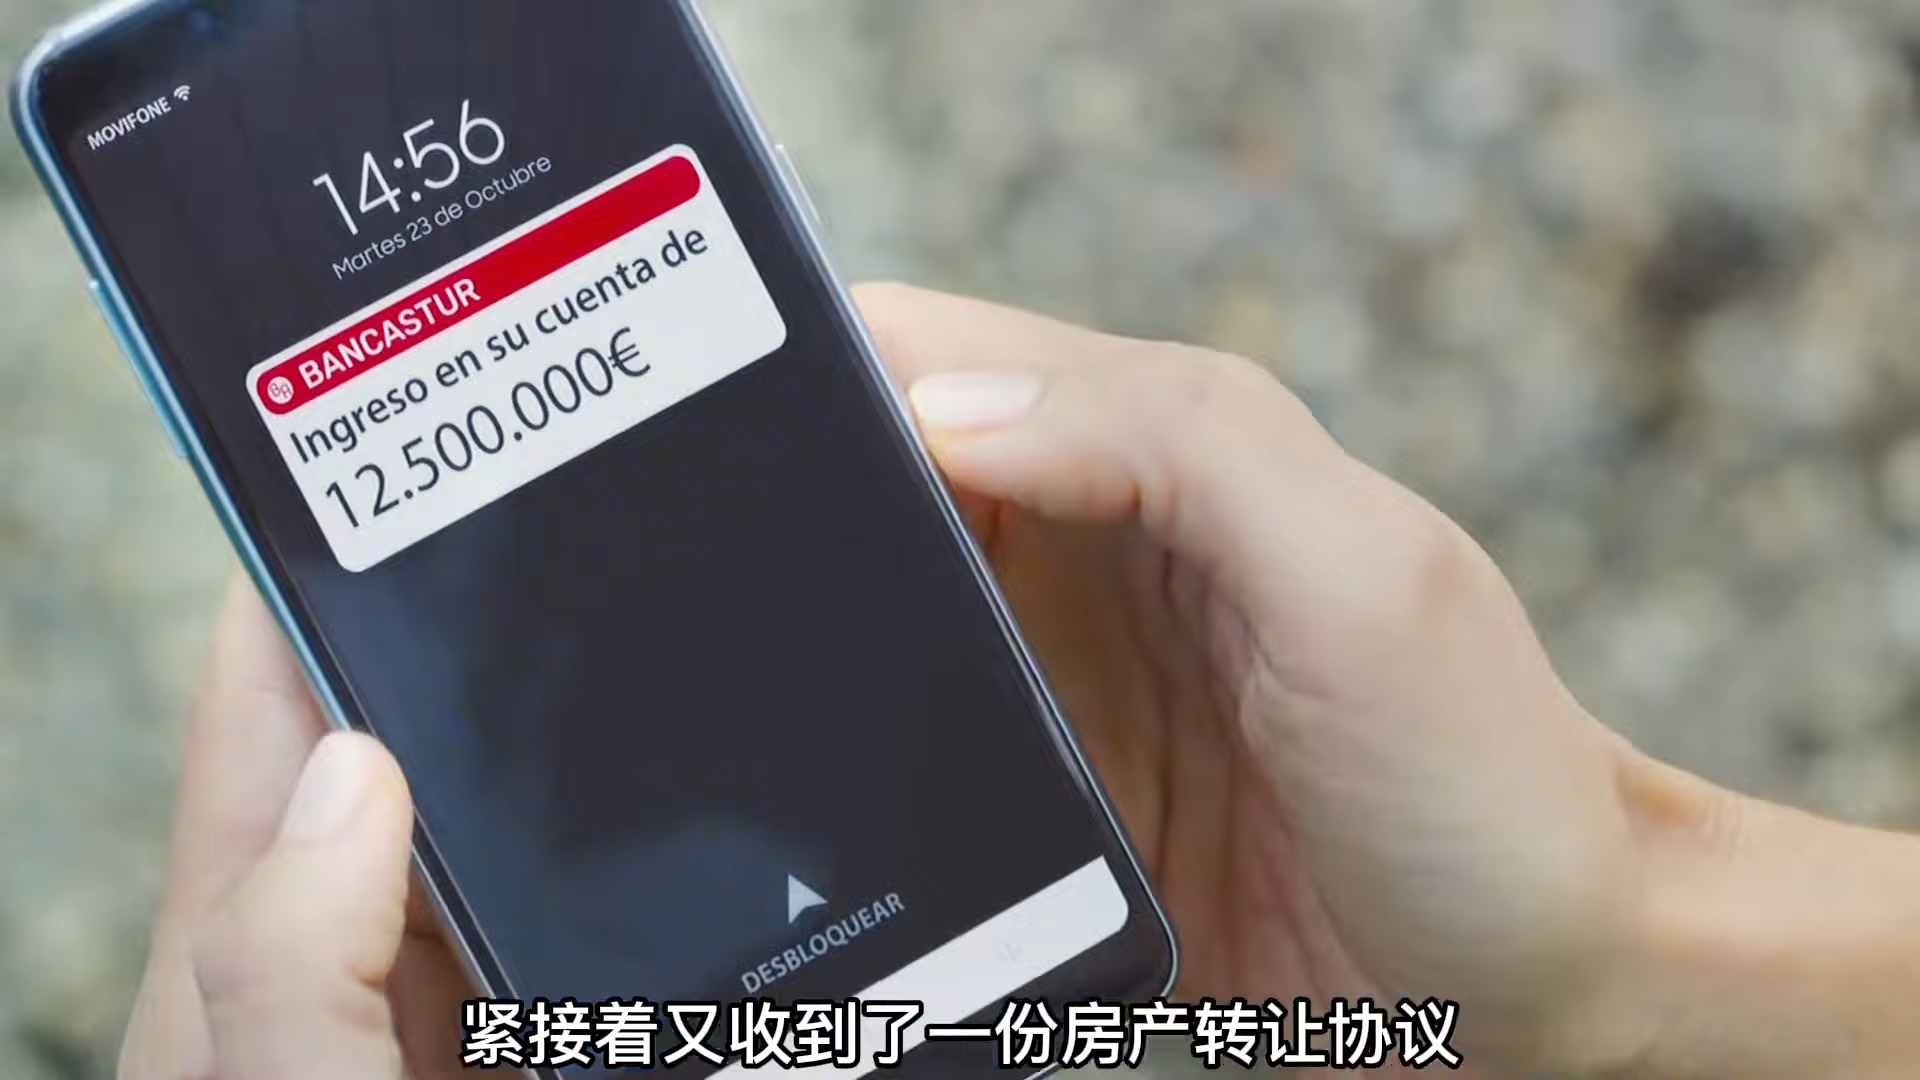 MOVIFONE
14:56
Martes 23 de Octubre
BANCASTUR
Ingreso en su cuenta de
12.500.000€
DESBLOQUEAR
紧接着又收到了一份房产转让协议